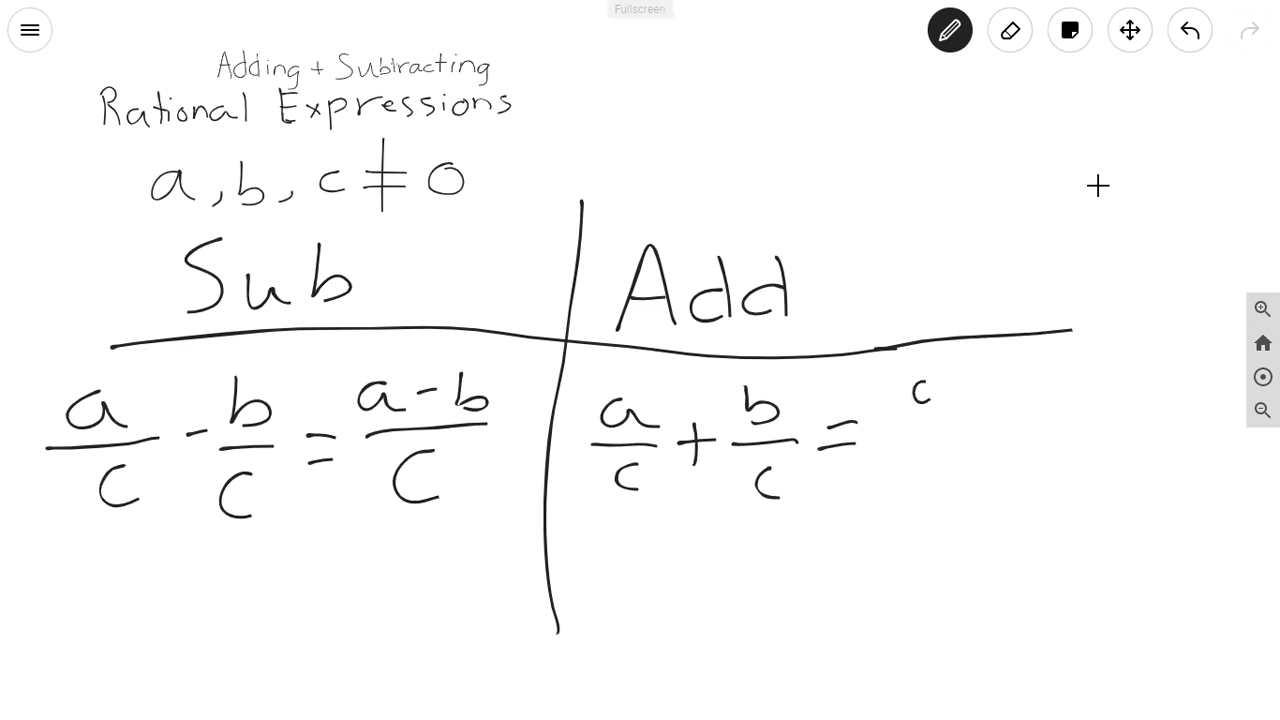 Fullscreen
Adding + Subtracting
Rational Expressions
a, b, c ≠ 0
Sub
Add
a/c - b/c = a-b/c
a/c + b/c = c